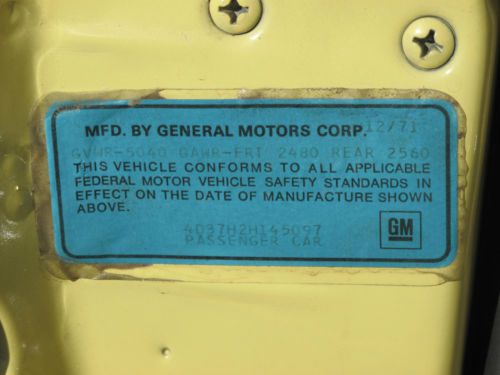 MFD. BY GENERAL MOTORS CORP. 12/71
GVWR-5040 GAWR-FRT 2480 REAR 2560
THIS VEHICLE CONFORMS TO ALL APPLICABLE
FEDERAL MOTOR VEHICLE SAFETY STANDARDS IN
EFFECT ON THE DATE OF MANUFACTURE SHOWN
ABOVE.
4D37H2H145097
PASSENGER CAR
GM